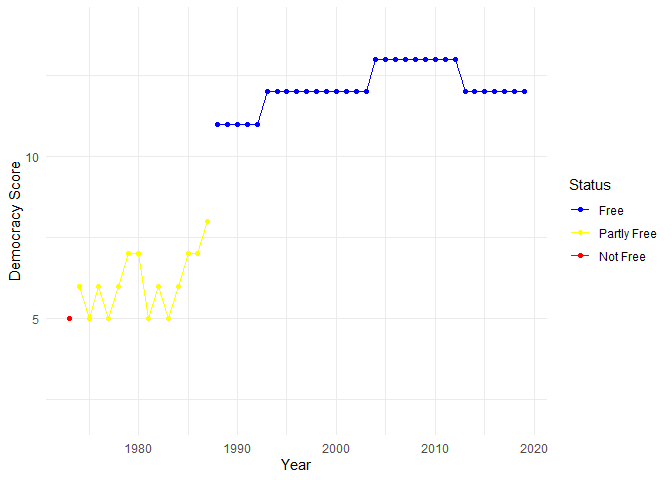 Democracy Score
10
5
1980
1990
2000
2010
2020
Year
Status
Free
Partly Free
Not Free